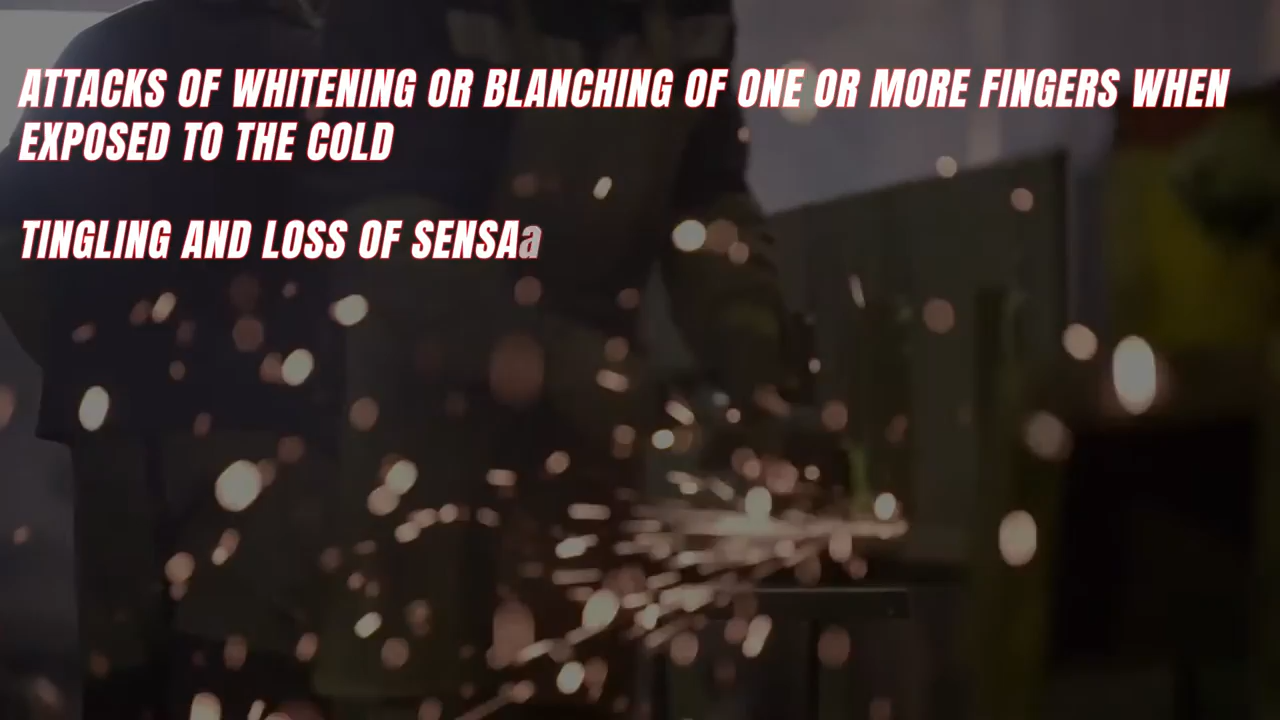 ATTACKS OF WHITENING OR BLANCHING OF ONE OR MORE FINGERS WHEN
EXPOSED TO THE COLD
TINGLING AND LOSS OF SENSAa